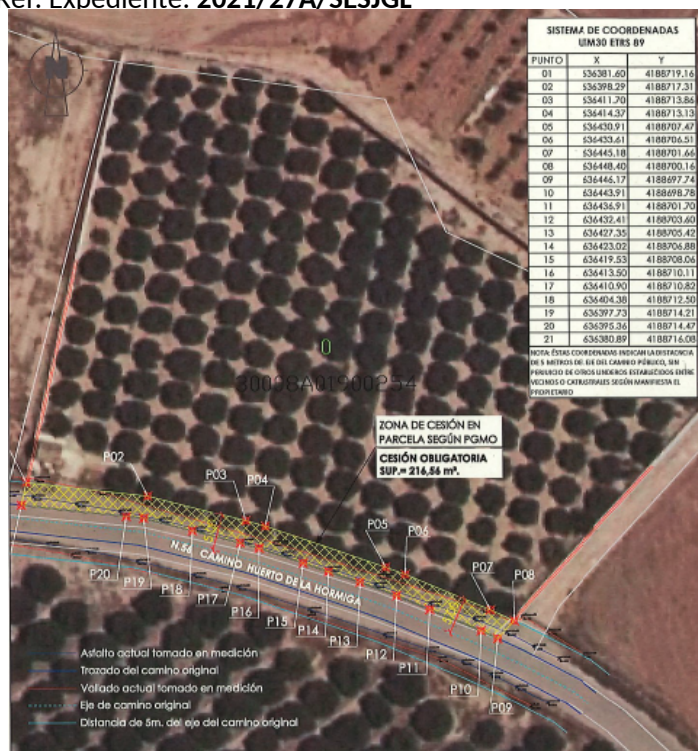 Ref. Expediente: 2021/27A/SESJGL
N
SISTEMA DE COORDENADAS
UTM30 ETRS 89
PUNTO X Y
01 636381.60 4188719.16
02 636398.29 4188717.31
03 636411.70 4188713.86
04 636414.37 4188713.13
05 636430.91 4188707.47
06 636433.61 4188706.51
07 636445.18 4188701.66
08 636448.40 4188700.16
09 636446.17 4188697.74
10 636443.91 4188698.78
11 636436.91 4188701.70
12 636432.41 4188703.60
13 636427.35 4188705.42
14 636423.02 4188706.88
15 636419.53 4188708.06
16 636413.50 4188710.11
17 636410.90 4188710.82
18 636404.38 4188712.50
19 636397.73 4188714.21
20 636395.36 4188714.47
21 636380.89 4188716.08
NOTA: ÉSTAS COORDENADAS INDICAN LA DISTANCIA
DE 5 METROS DEL EJE DEL CAMINO PÚBLICO, SIN
PERJUICIO DE OTROS LINDEROS ESTABLECIDOS ENTRE
VECINOS O CATASTRALES SEGÚN MANIFIESTA EL
PROPIETARIO
0
30028A01900254
ZONA DE CESIÓN EN
PARCELA SEGÚN PGMO
CESIÓN OBLIGATORIA
SUP.= 216,56 m².
P02
P03
P04
P05
P06
P07
P08
N.56 CAMINO HUERTO DE LA HORMIGA
P20
P19
P18
P17
P16
P15
P14
P13
P12
P11
P10
P09
Asfalto actual tomado en medición
Trazado del camino original
Vallado actual tomado en medición
Eje de camino original
Distancia de 5m. del eje del camino original